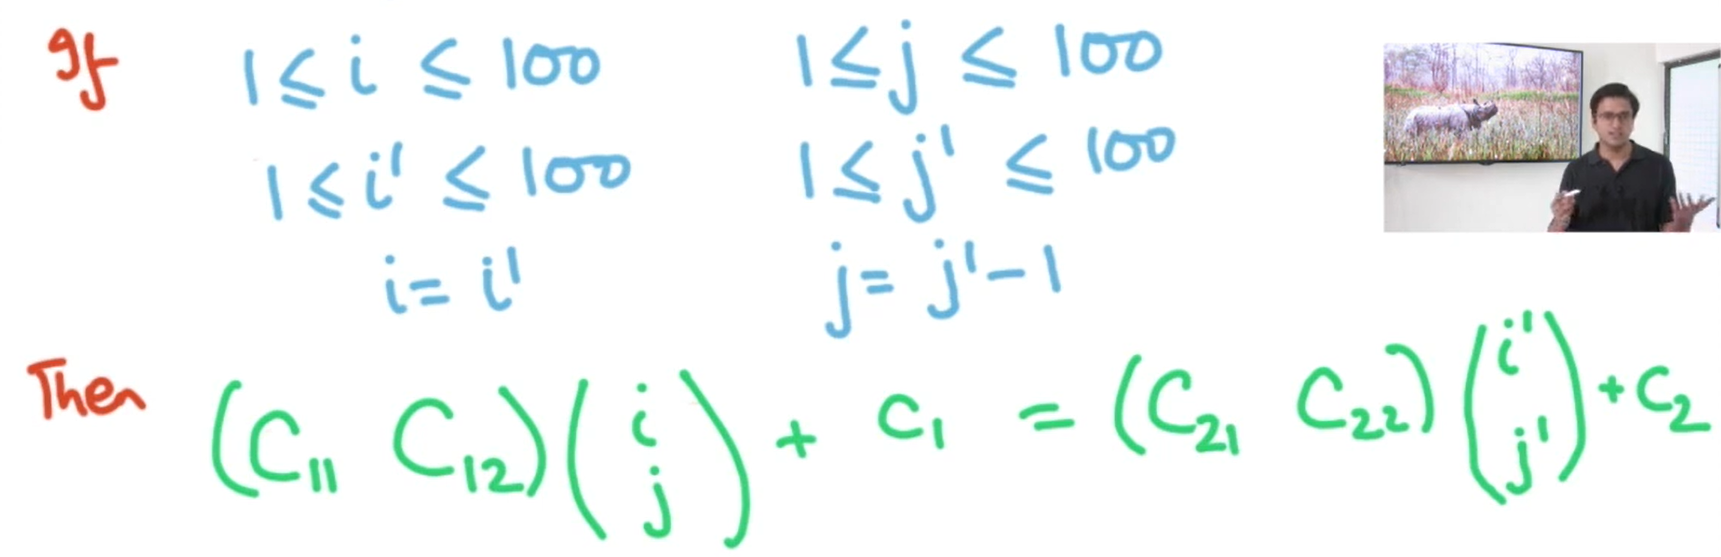 If 1 ≤ i ≤ 100 1 ≤ j ≤ 100
1 ≤ i' ≤ 100 1 ≤ j' ≤ 100
i = i' j = j' - 1
Then (C₁₁ C₁₂) (i j) + c₁ = (C₂₁ C₂₂) (i' j') + c₂